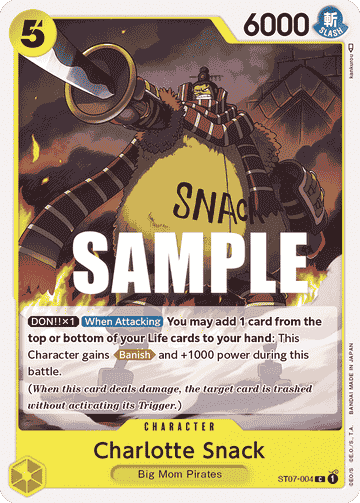 5
6000
斬
SLASH
kankurou
SNACK
SAMPLE
DON!!×1 When Attacking You may add 1 card from the
top or bottom of your Life cards to your hand: This
Character gains Banish and +1000 power during this
battle.
(When this card deals damage, the target card is trashed
without activating its Trigger.)
CHARACTER
Charlotte Snack
Big Mom Pirates
ST07-004 C 1
©E.O/S. ©E.O./S., T.A. BANDAI MADE IN JAPAN